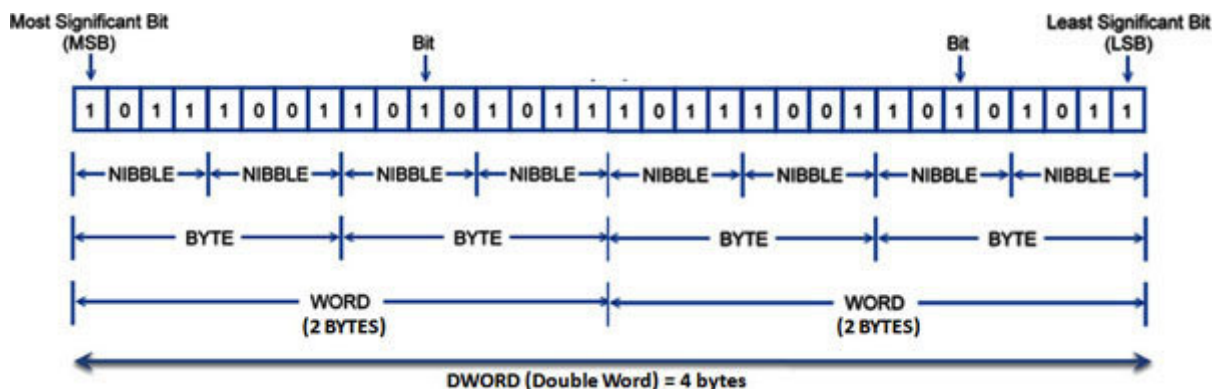 Most Significant Bit
(MSB)
Bit
Bit
Least Significant Bit
(LSB)
1 0 1 1 1 0 0 1 1 0 1 0 1 0 1 1 1 0 1 1 1 0 0 1 1 0 1 0 1 0 1 1
NIBBLE NIBBLE NIBBLE NIBBLE NIBBLE NIBBLE NIBBLE NIBBLE
BYTE BYTE BYTE BYTE
WORD WORD
(2 BYTES) (2 BYTES)
DWORD (Double Word) = 4 bytes